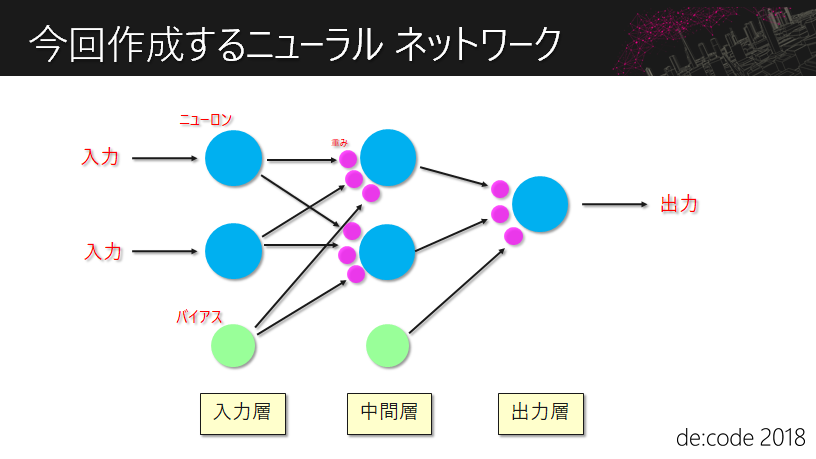 今回作成するニューラル ネットワーク
ニューロン
重み
入力
出力
入力
バイアス
入力層
中間層
出力層
de:code 2018